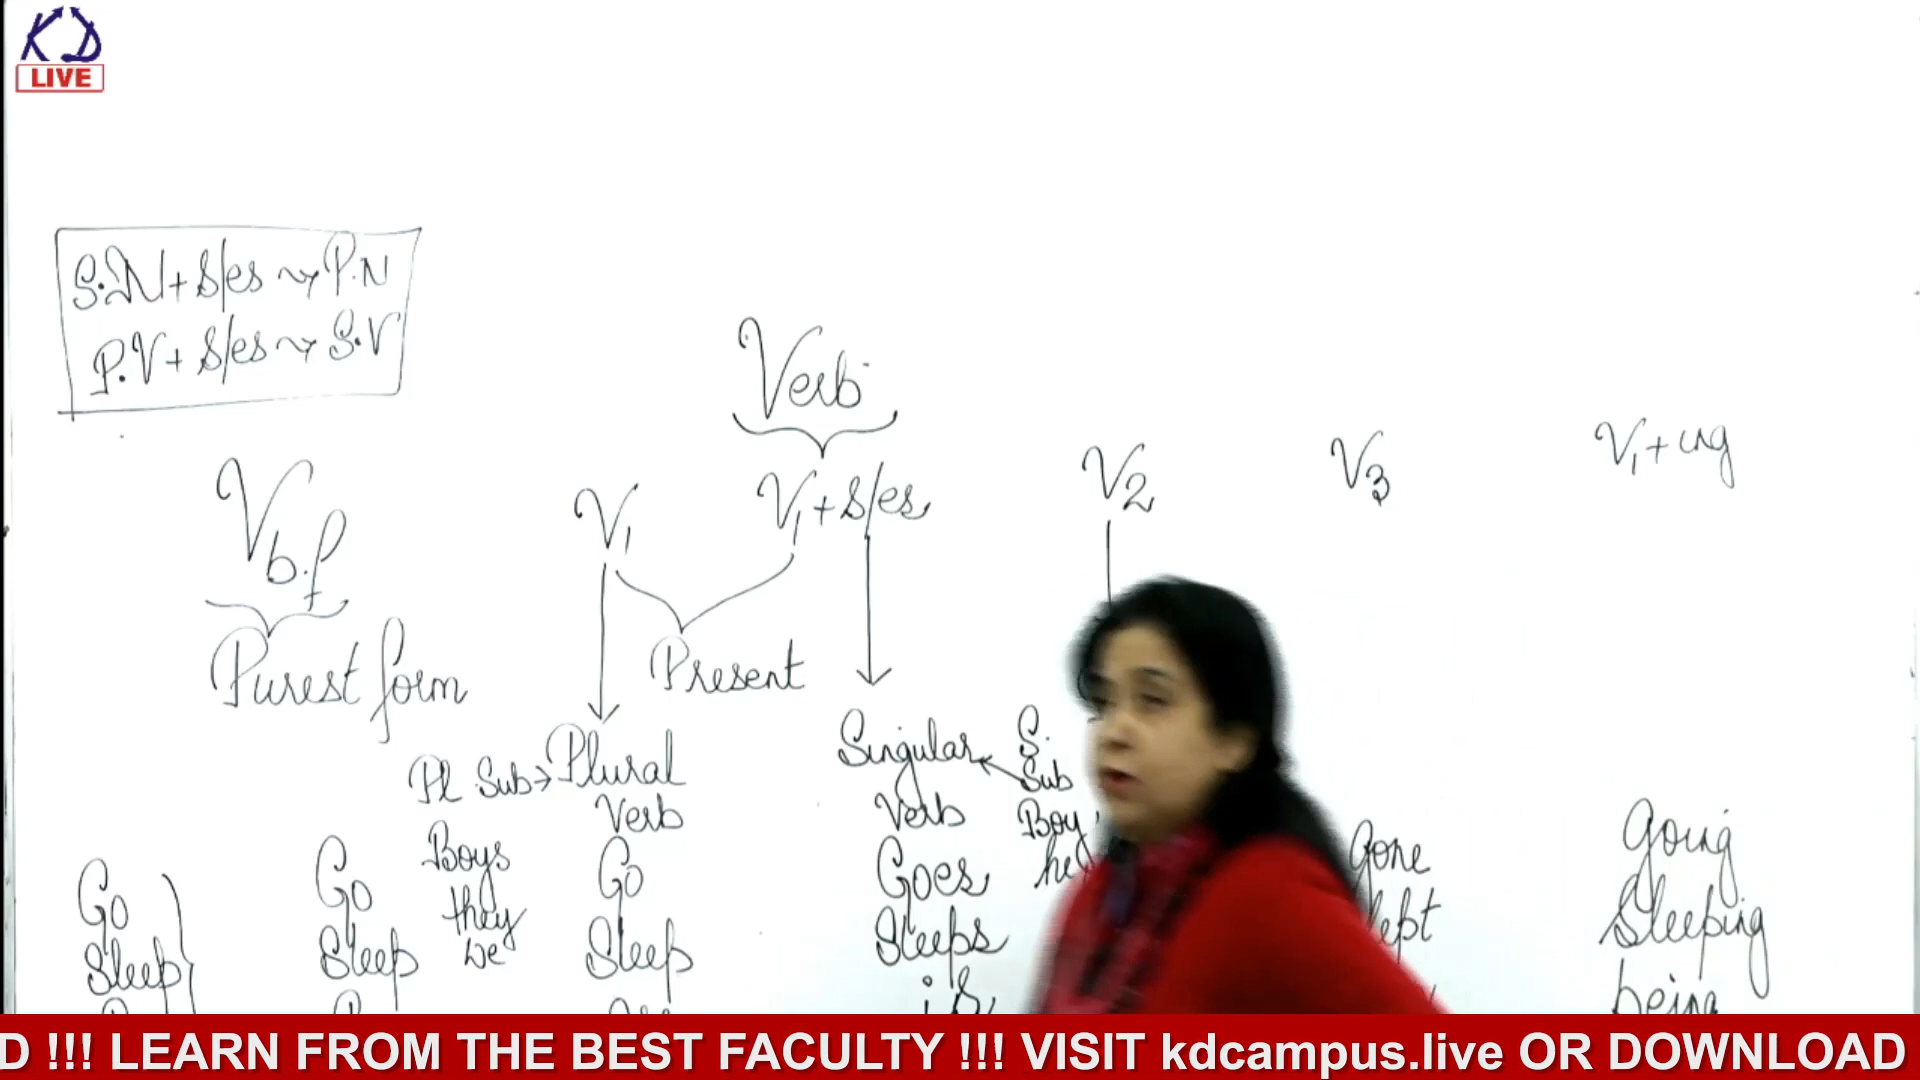 KD
LIVE
S.N + s/es → P.N
P.V + s/es → S.V
Verb
V b.f
V1
V1 + s/es
V2
V3
V1 + ing
Purest form
Present
Pl Sub → Plural
Verb
Singular
Verb
S.
Sub
Boy
he
Boys
they
we
Go
Sleep
Go
Sleep
Go
Sleep
Goes
Sleeps
is
Gone
Going
Sleeping
being
D !!! LEARN FROM THE BEST FACULTY !!! VISIT kdcampus.live OR DOWNLOAD